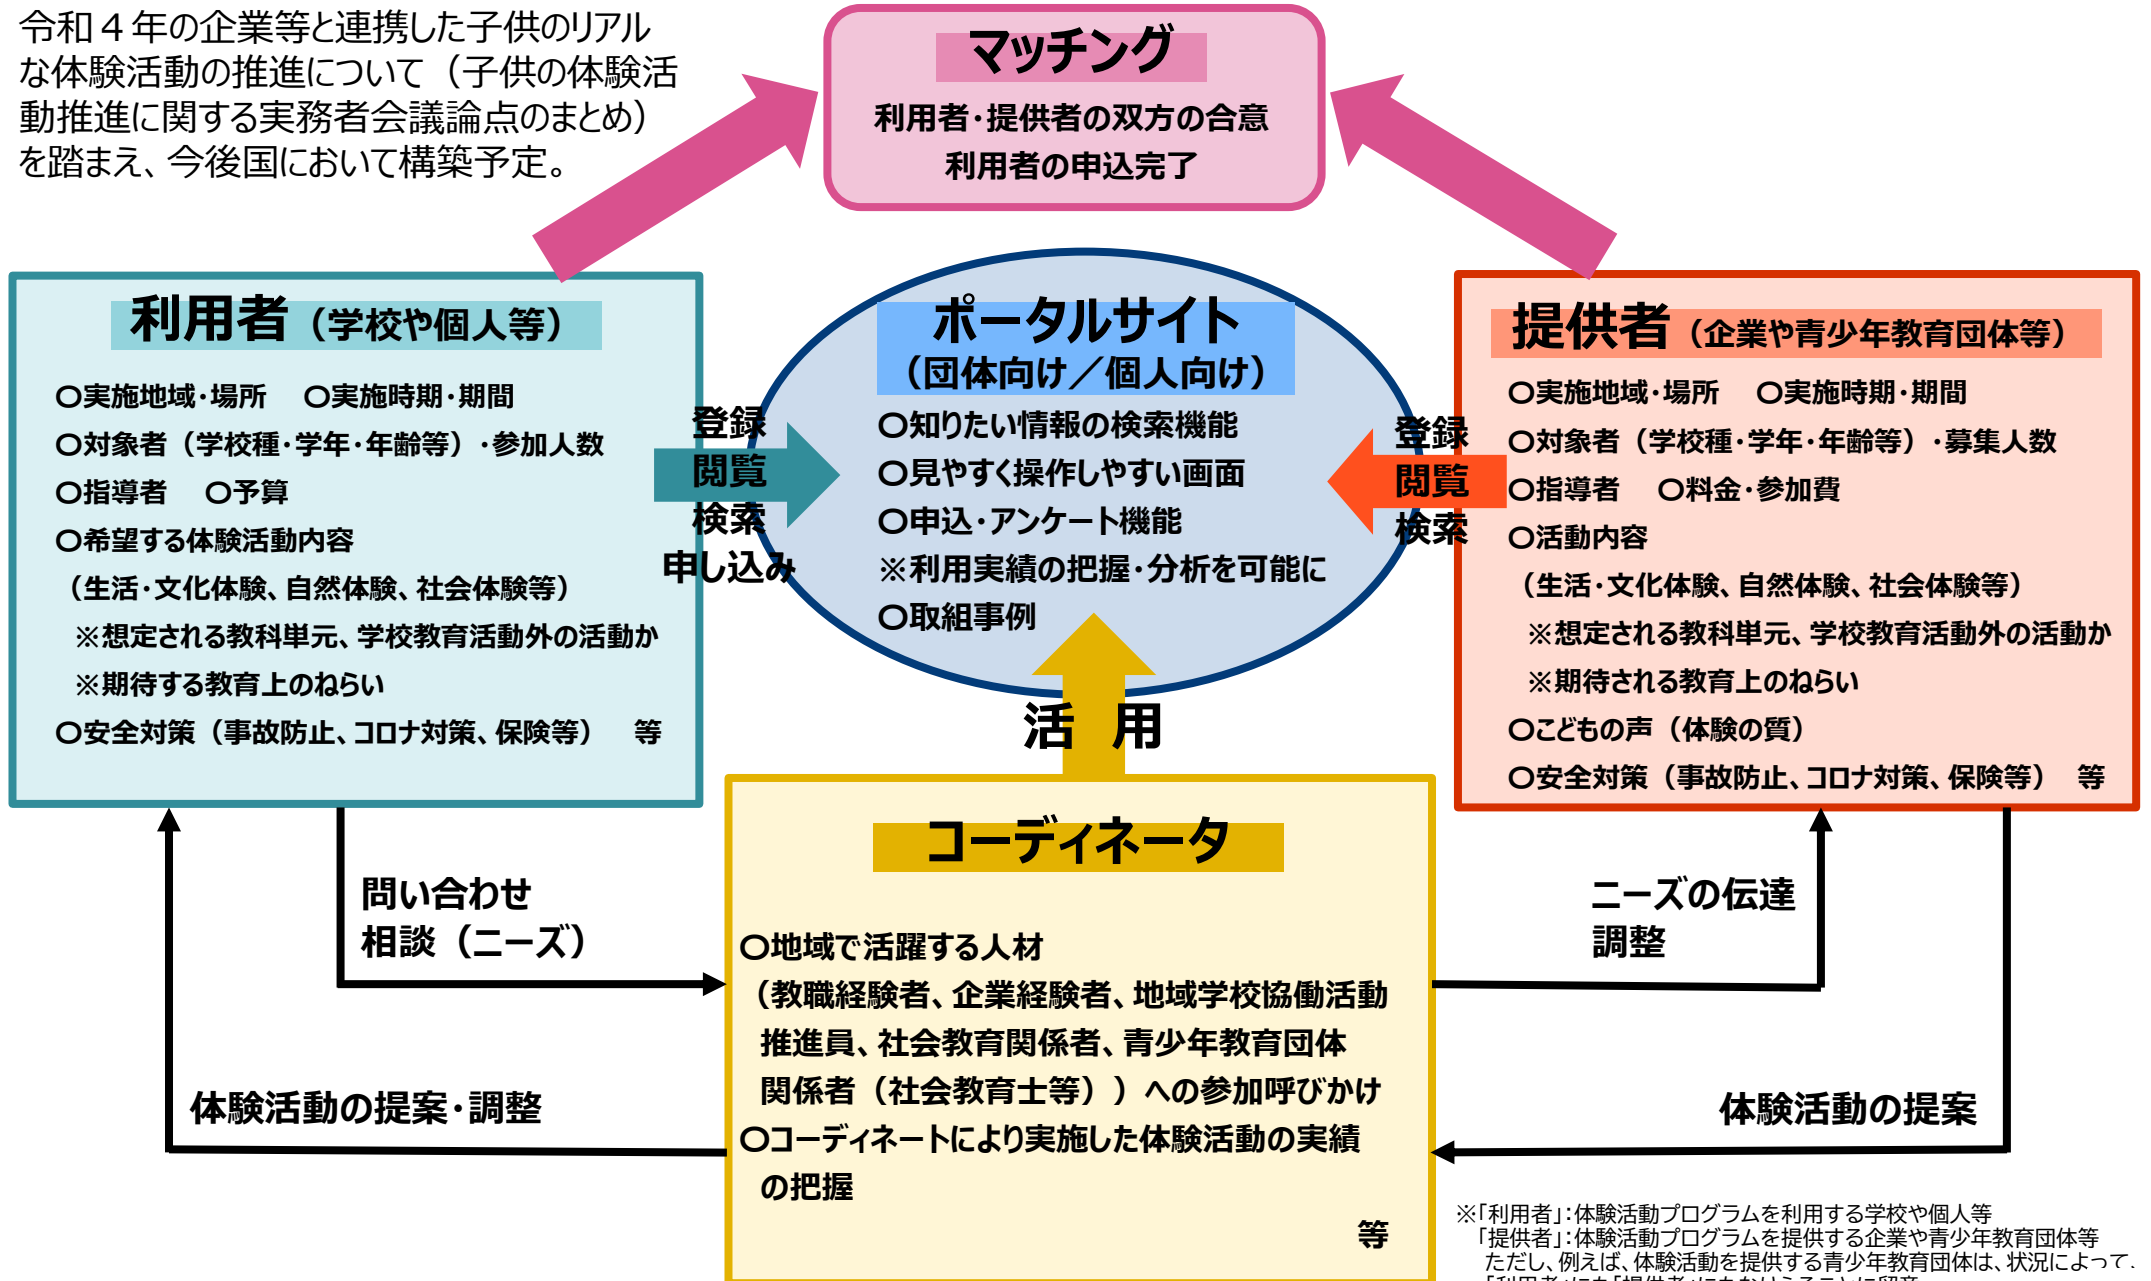 令和４年の企業等と連携した子供のリアル
な体験活動の推進について（子供の体験活
動推進に関する実務者会議論点のまとめ）
を踏まえ、今後国において構築予定。
マッチング
利用者・提供者の双方の合意
利用者の申込完了
利用者（学校や個人等）
〇実施地域・場所　〇実施時期・期間
〇対象者（学校種・学年・年齢等）・参加人数
〇指導者　〇予算
〇希望する体験活動内容
（生活・文化体験、自然体験、社会体験等）
※想定される教科単元、学校教育活動外の活動か
※期待する教育上のねらい
〇安全対策（事故防止、コロナ対策、保険等）　等
登録
閲覧
検索
申し込み
ポータルサイト
（団体向け／個人向け）
〇知りたい情報の検索機能
〇見やすく操作しやすい画面
〇申込・アンケート機能
※利用実績の把握・分析を可能に
〇取組事例
登録
閲覧
検索
提供者（企業や青少年教育団体等）
〇実施地域・場所　〇実施時期・期間
〇対象者（学校種・学年・年齢等）・募集人数
〇指導者　〇料金・参加費
〇活動内容
（生活・文化体験、自然体験、社会体験等）
※想定される教科単元、学校教育活動外の活動か
※期待される教育上のねらい
〇こどもの声（体験の質）
〇安全対策（事故防止、コロナ対策、保険等）　等
活　用
コーディネータ
〇地域で活躍する人材
（教職経験者、企業経験者、地域学校協働活動
推進員、社会教育関係者、青少年教育団体
関係者（社会教育士等））への参加呼びかけ
〇コーディネートにより実施した体験活動の実績
の把握
等
問い合わせ
相談（ニーズ）
体験活動の提案・調整
ニーズの伝達
調整
体験活動の提案
※「利用者」：体験活動プログラムを利用する学校や個人等
「提供者」：体験活動プログラムを提供する企業や青少年教育団体等
ただし、例えば、体験活動を提供する青少年教育団体は、状況によって、